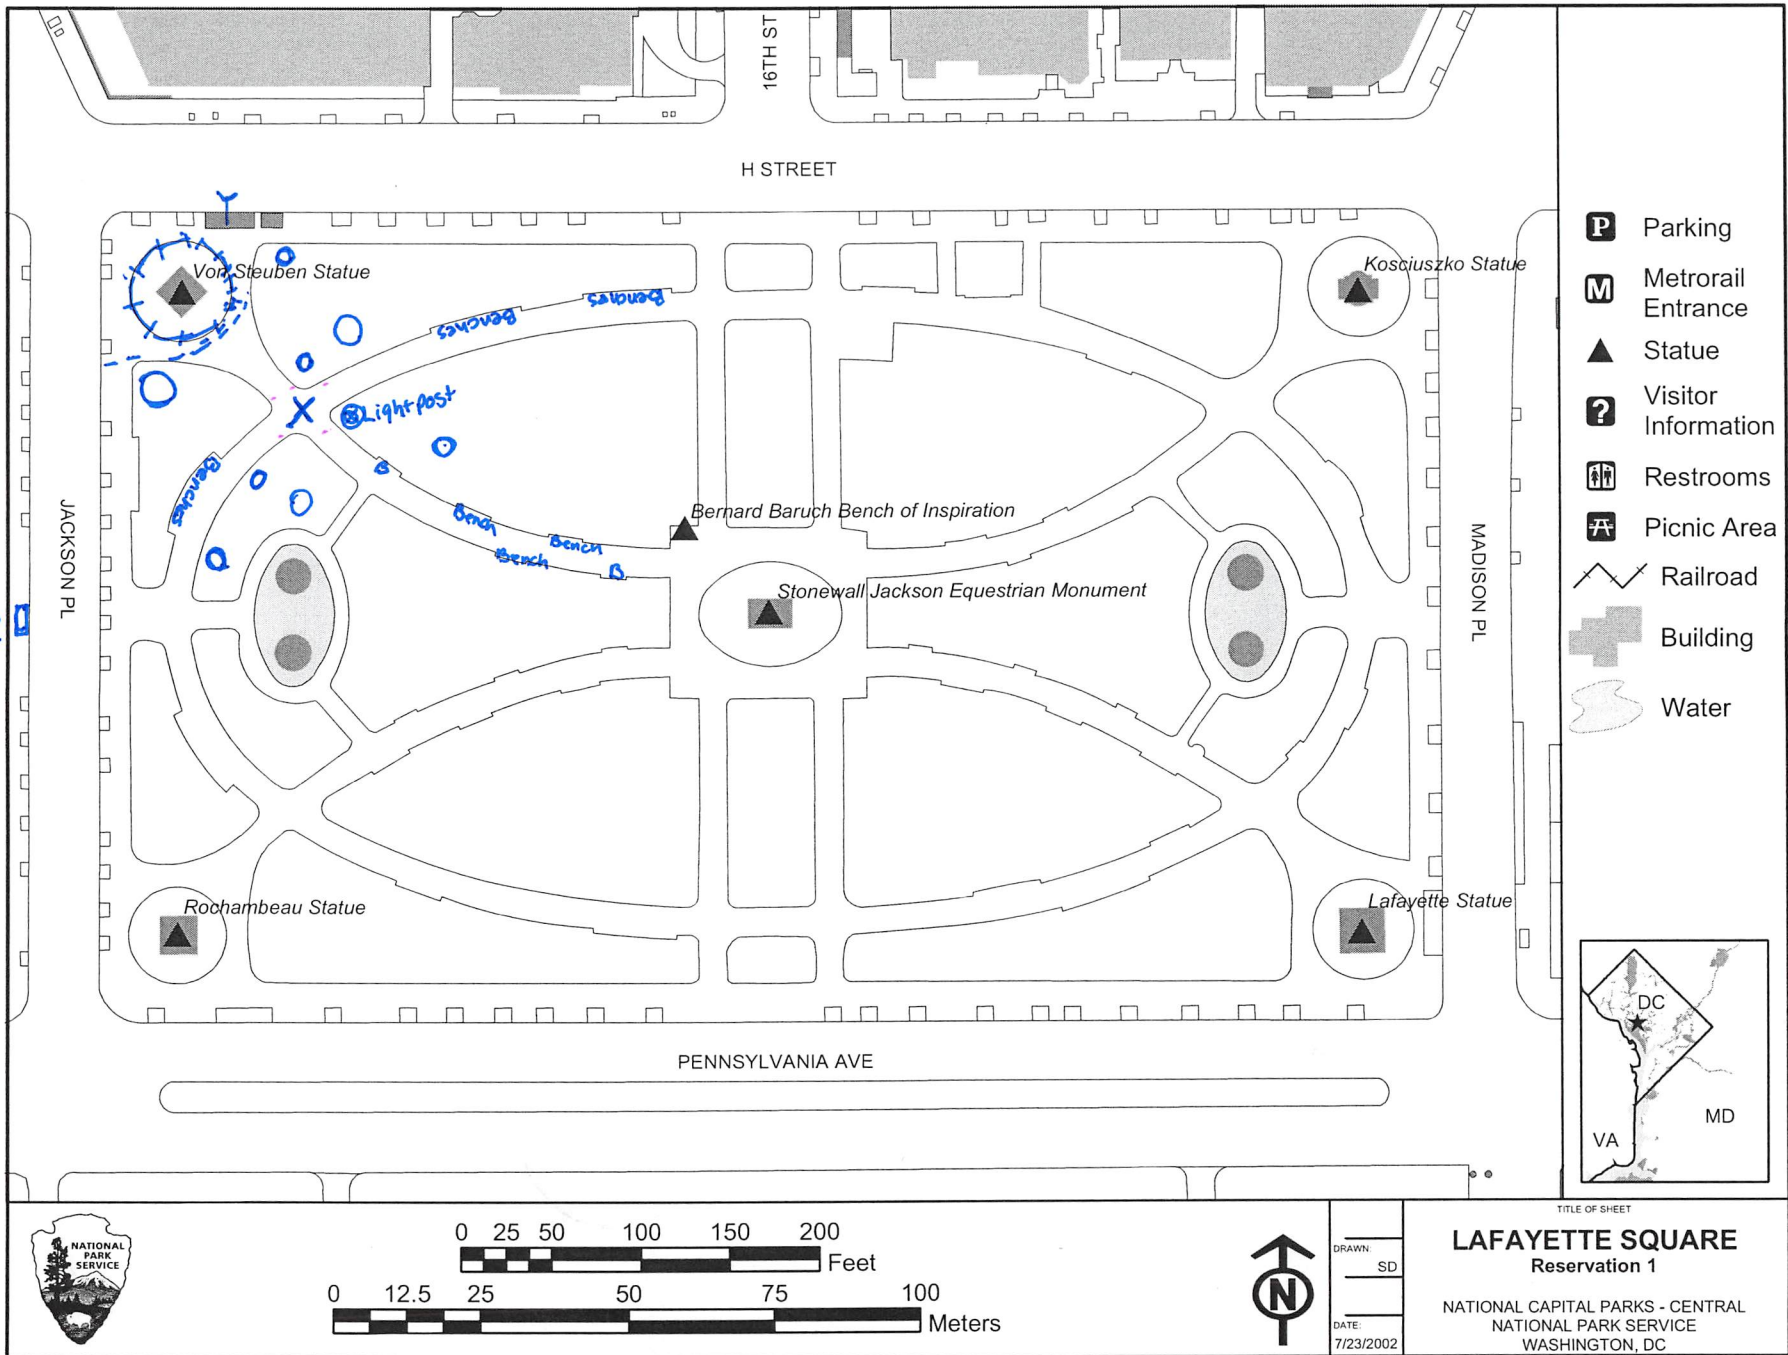 16TH ST
H STREET
Von Steuben Statue
Kosciuszko Statue
Benches
Benches
Lightpost
Benches
B
Bench
Bench
Bench
B
Bernard Baruch Bench of Inspiration
Stonewall Jackson Equestrian Monument
JACKSON PL
MADISON PL
Rochambeau Statue
Lafayette Statue
PENNSYLVANIA AVE
P Parking
M Metrorail
Entrance
Statue
? Visitor
Information
Restrooms
Picnic Area
Railroad
Building
Water
DC
MD
VA
NATIONAL
PARK
SERVICE
0 25 50 100 150 200
Feet
0 12.5 25 50 75 100
Meters
N
DRAWN:
SD
DATE:
7/23/2002
TITLE OF SHEET
LAFAYETTE SQUARE
Reservation 1
NATIONAL CAPITAL PARKS - CENTRAL
NATIONAL PARK SERVICE
WASHINGTON, DC